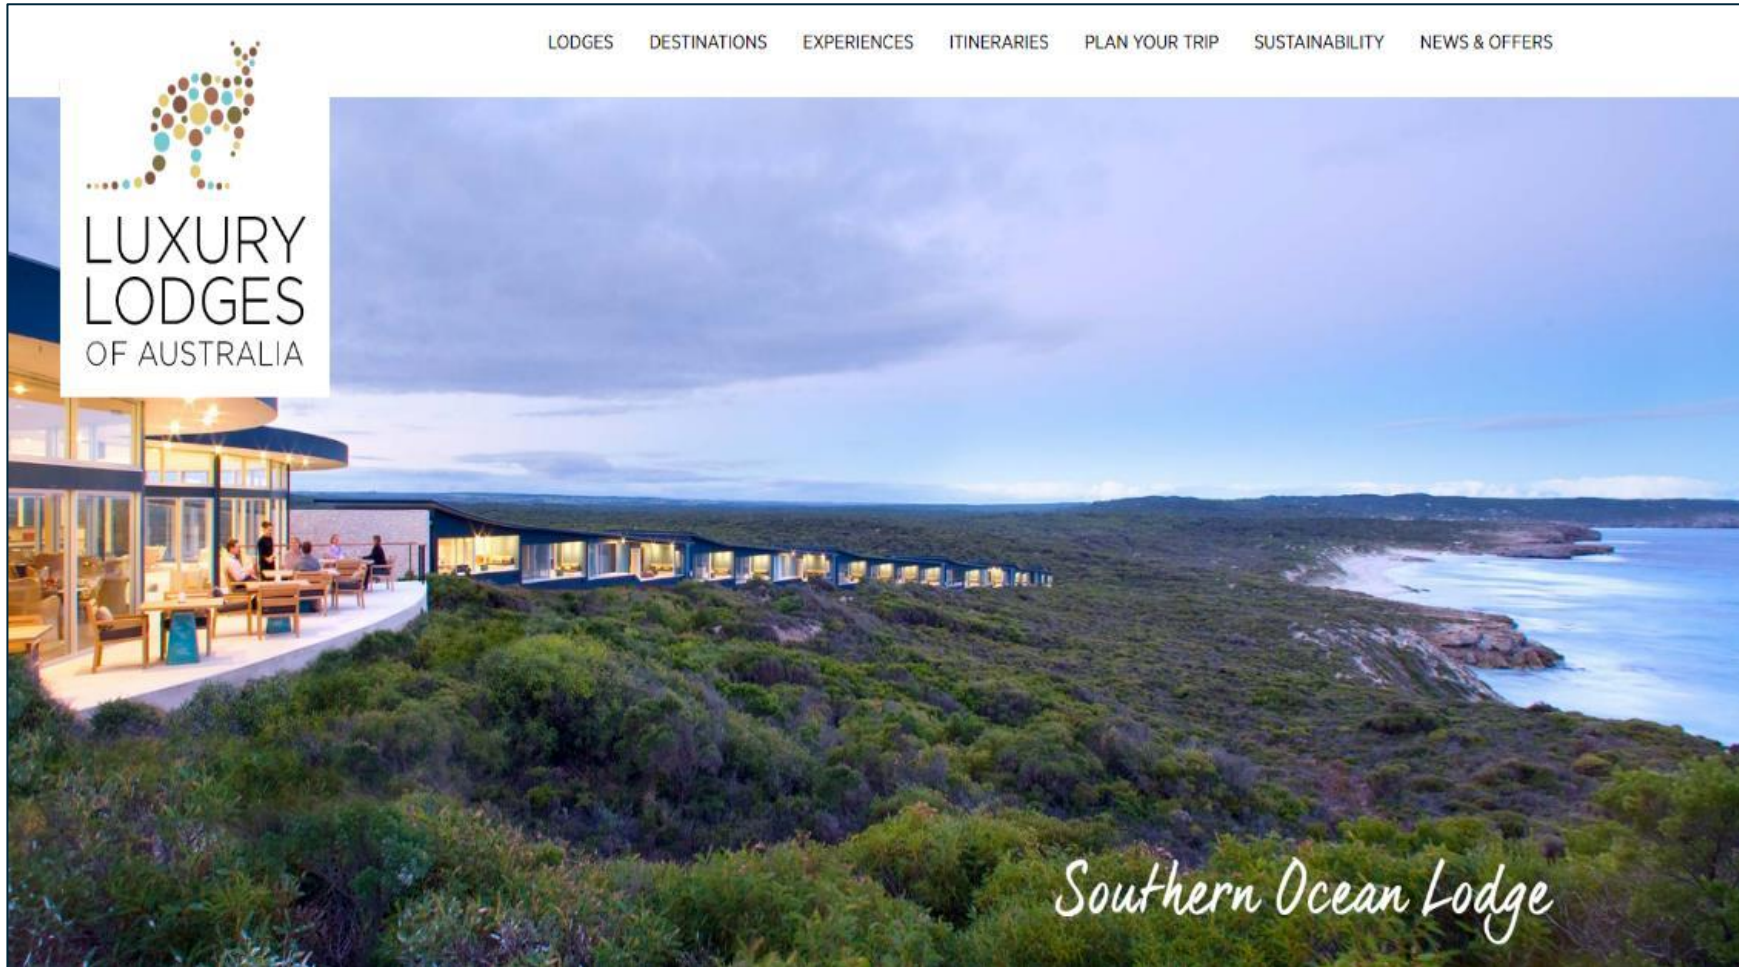 LODGES DESTINATIONS EXPERIENCES ITINERARIES PLAN YOUR TRIP SUSTAINABILITY NEWS & OFFERS
LUXURY
LODGES
OF AUSTRALIA
Southern Ocean Lodge